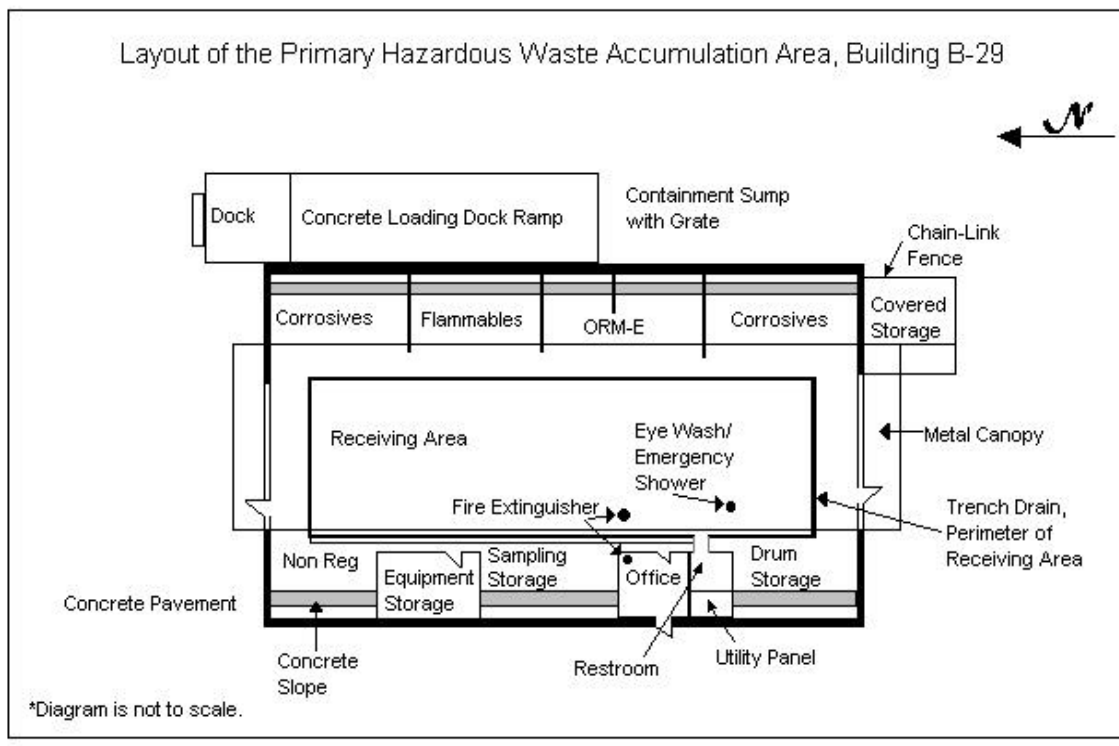 Layout of the Primary Hazardous Waste Accumulation Area, Building B-29
N
Dock
Concrete Loading Dock Ramp
Containment Sump
with Grate
Chain-Link
Fence
Corrosives
Flammables
ORM-E
Corrosives
Covered
Storage
Receiving Area
Eye Wash/
Emergency
Shower
Metal Canopy
Fire Extinguisher
Trench Drain,
Perimeter of
Receiving Area
Non Reg
Equipment
Storage
Sampling
Storage
Office
Drum
Storage
Concrete Pavement
Concrete
Slope
Restroom
Utility Panel
*Diagram is not to scale.